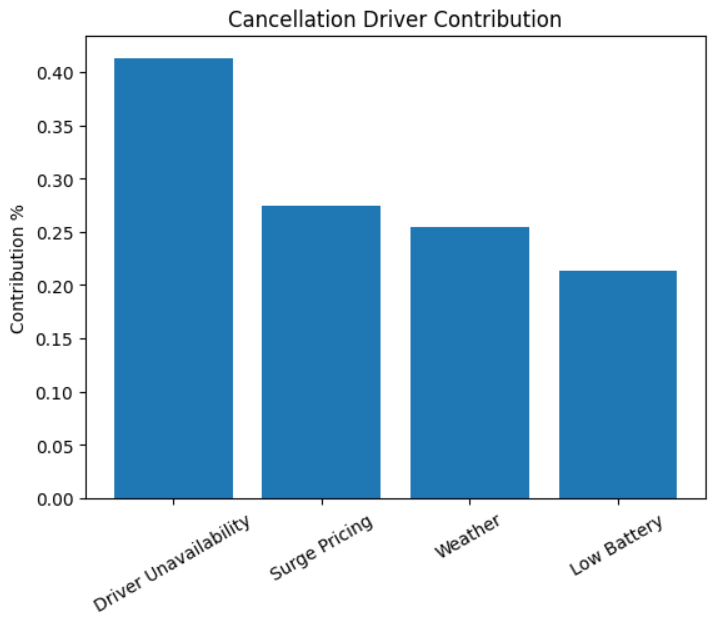 Cancellation Driver Contribution
Contribution %
0.40
0.35
0.30
0.25
0.20
0.15
0.10
0.05
0.00
Driver Unavailability
Surge Pricing
Weather
Low Battery